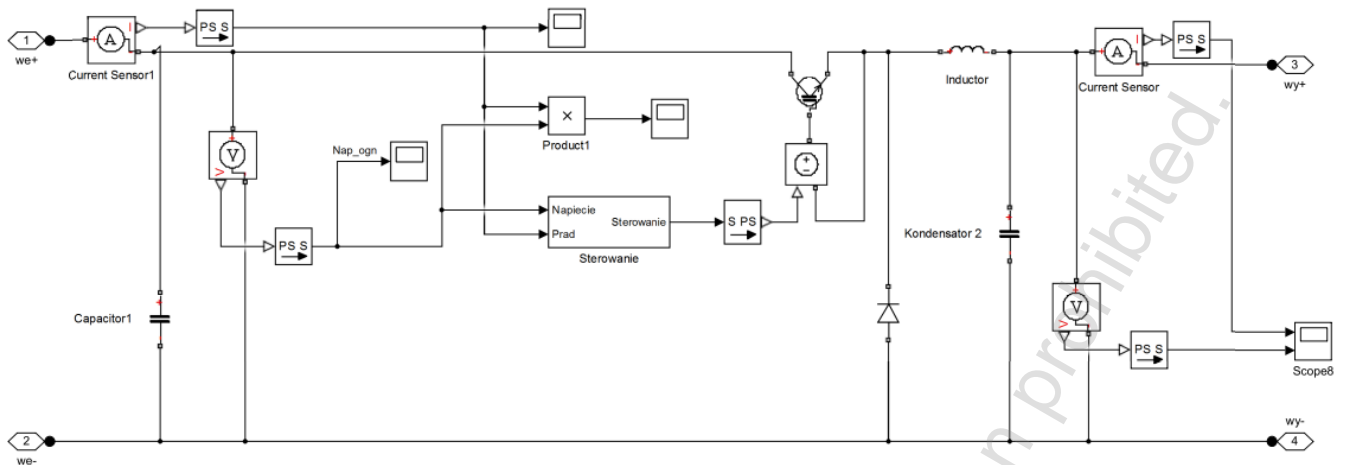 1
we+
A
I
Current Sensor1
PS S
V
V
PS S
Nap_ogn
×
Product1
Napiecie
Prad
Sterowanie
Sterowanie
S PS
+
−
Capacitor1
+
Inductor
Kondensator 2
+
A
I
Current Sensor
PS S
3
wy+
V
V
PS S
Scope8
2
we-
wy-
4
n prohibited.